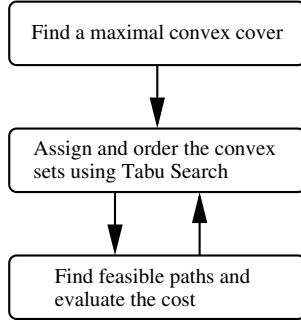 Find a maximal convex cover
Assign and order the convex
sets using Tabu Search
Find feasible paths and
evaluate the cost